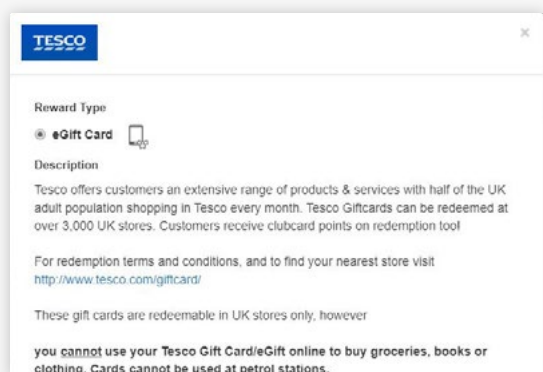 TESCO
×
Reward Type
eGift Card
Description
Tesco offers customers an extensive range of products & services with half of the UK
adult population shopping in Tesco every month. Tesco Giftcards can be redeemed at
over 3,000 UK stores. Customers receive clubcard points on redemption too!
For redemption terms and conditions, and to find your nearest store visit
http://www.tesco.com/giftcard/
These gift cards are redeemable in UK stores only, however
you cannot use your Tesco Gift Card/eGift online to buy groceries, books or
clothing. Cards cannot be used at petrol stations.